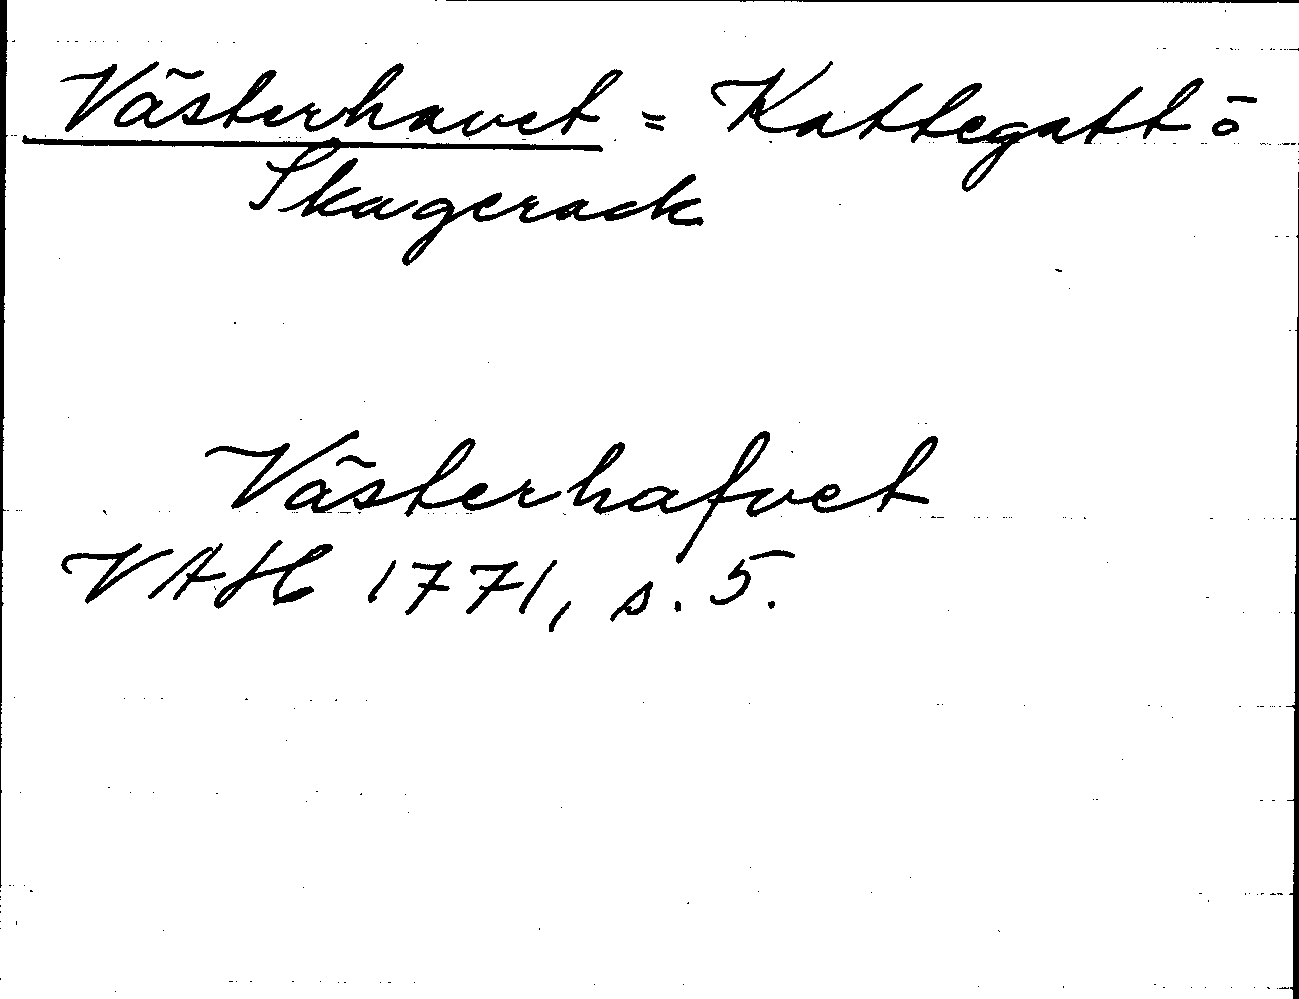 Västerhavet = Kattegatt ö
Skagerack
Västerhafvet
VAH 1771, s. 5.